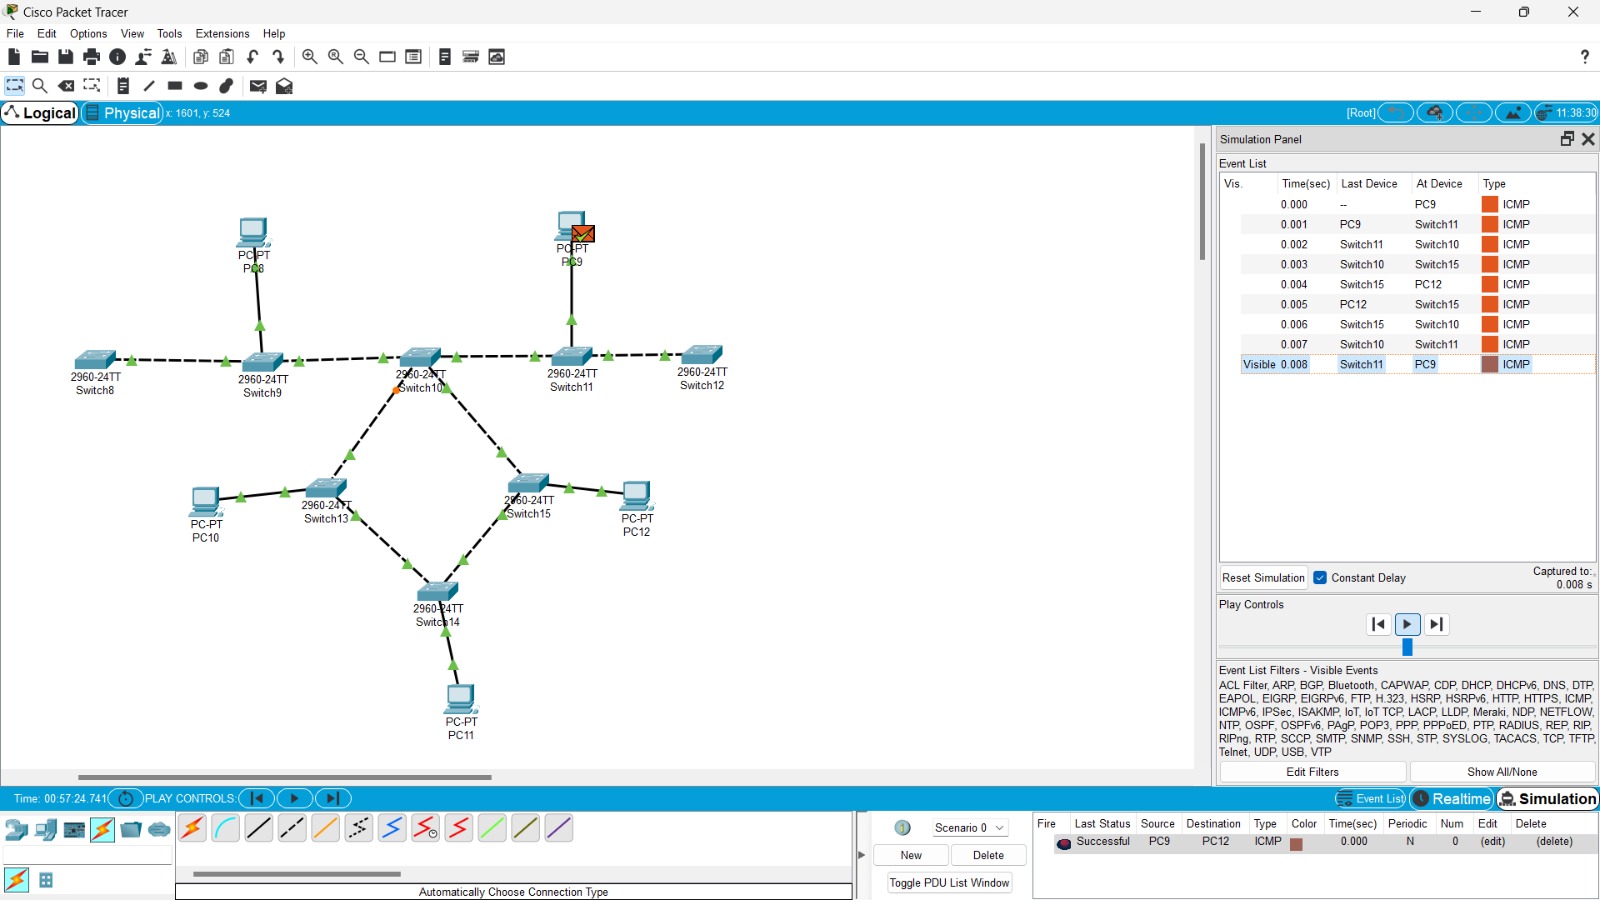 Cisco Packet Tracer
File Edit Options View Tools Extensions Help
?
Logical Physical x: 1601, y: 524 [Root] 11:38:30
Simulation Panel
Event List
Vis. Time(sec) Last Device At Device Type
0.000 -- PC9 ICMP
0.001 PC9 Switch11 ICMP
0.002 Switch11 Switch10 ICMP
0.003 Switch10 Switch15 ICMP
0.004 Switch15 PC12 ICMP
0.005 PC12 Switch15 ICMP
0.006 Switch15 Switch10 ICMP
0.007 Switch10 Switch11 ICMP
Visible 0.008 Switch11 PC9 ICMP
Reset Simulation Constant Delay Captured to:
0.008 s
Play Controls
Event List Filters - Visible Events
ACL Filter, ARP, BGP, Bluetooth, CAPWAP, CDP, DHCP, DHCPv6, DNS, DTP,
EAPOL, EIGRP, EIGRPv6, FTP, H.323, HSRP, HSRPv6, HTTP, HTTPS, ICMP,
ICMPv6, IPSec, ISAKMP, IoT, IoT TCP, LACP, LLDP, Meraki, NDP, NETFLOW,
NTP, OSPF, OSPFv6, PAgP, POP3, PPP, PPPoED, PTP, RADIUS, REP, RIP,
RIPng, RTP, SCCP, SMTP, SNMP, SSH, STP, SYSLOG, TACACS, TCP, TFTP,
Telnet, UDP, USB, VTP
Edit Filters Show All/None
PC-PT
PC8
PC-PT
PC9
2960-24TT
Switch8
2960-24TT
Switch9
2960-24TT
Switch10
2960-24TT
Switch11
2960-24TT
Switch12
PC-PT
PC10
2960-24TT
Switch13
2960-24TT
Switch15
PC-PT
PC12
2960-24TT
Switch14
PC-PT
PC11
Time: 00:57:24.741 PLAY CONTROLS: Event List Realtime Simulation
Automatically Choose Connection Type
Scenario 0
New Delete
Toggle PDU List Window
Fire Last Status Source Destination Type Color Time(sec) Periodic Num Edit Delete
Successful PC9 PC12 ICMP 0.000 N 0 (edit) (delete)